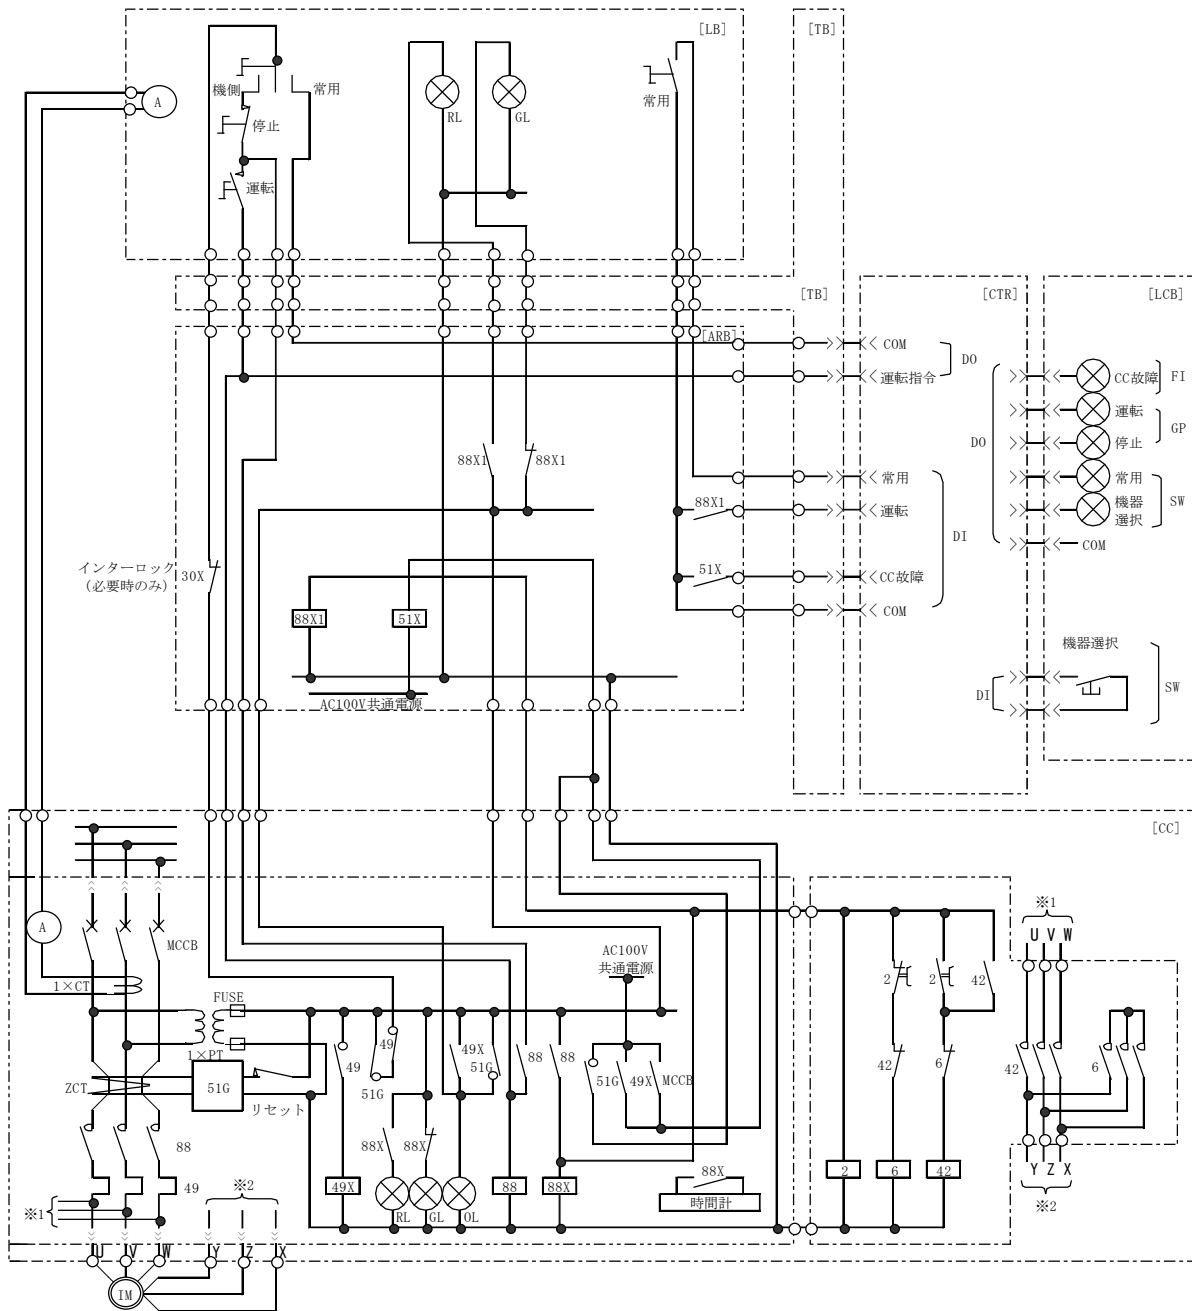 [LB]
[TB]
機側
常用
A
停止
運転
RL
GL
常用
[TB]
[CTR]
[LCB]
[ARB]
COM
DO
運転指令
CC故障
FI
運転
GP
DO
停止
88X1
88X1
常用
常用
88X1
運転
機器
選択
SW
DI
COM
インターロック
(必要時のみ)
30X
51X
CC故障
88X1
51X
COM
機器選択
DI
SW
AC100V共通電源
[CC]
※1
A
U V W
MCCB
AC100V
共通電源
1×CT
2
2
42
FUSE
49
49
49X
51G
88
88
51G
49X
MCCB
42
6
42
6
1×PT
ZCT
51G
51G
リセット
88
88X
88X
88X
2
6
42
Y Z X
※2
49
※2
49X
88
88X
時間計
※1
RL
GL
OL
U
V
W
Y
Z
X
IM